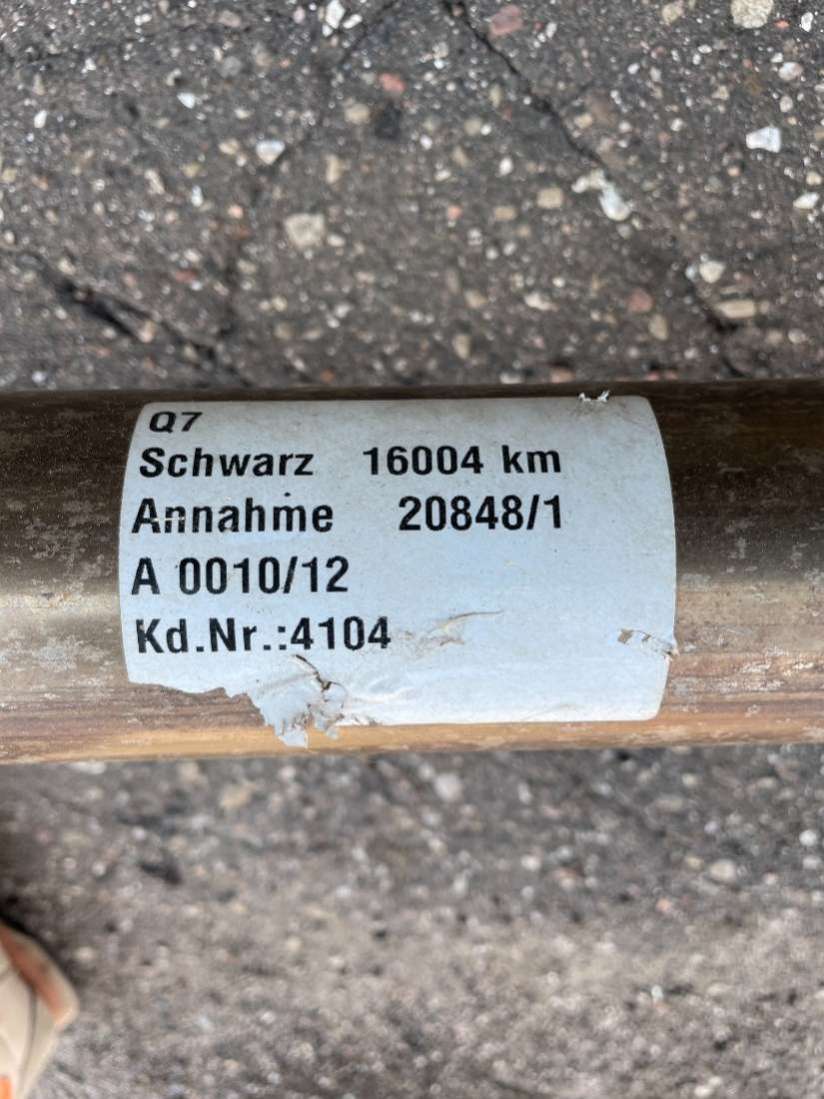 Q7
Schwarz 16004 km
Annahme 20848/1
A 0010/12
Kd.Nr.:4104